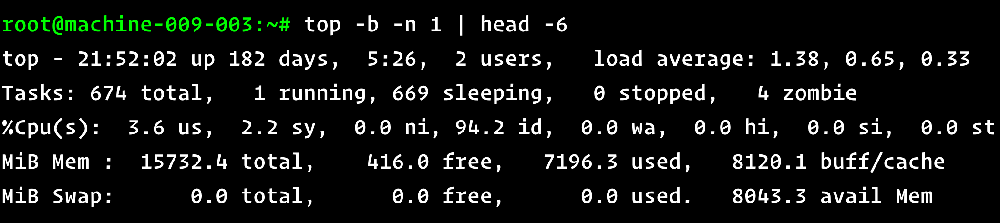 root@machine-009-003:~# top -b -n 1 | head -6
top - 21:52:02 up 182 days,  5:26,  2 users,   load average: 1.38, 0.65, 0.33
Tasks: 674 total,   1 running, 669 sleeping,   0 stopped,   4 zombie
%Cpu(s):  3.6 us,  2.2 sy,  0.0 ni, 94.2 id,  0.0 wa,  0.0 hi,  0.0 si,  0.0 st
MiB Mem :  15732.4 total,    416.0 free,   7196.3 used,   8120.1 buff/cache
MiB Swap:      0.0 total,      0.0 free,      0.0 used.   8043.3 avail Mem